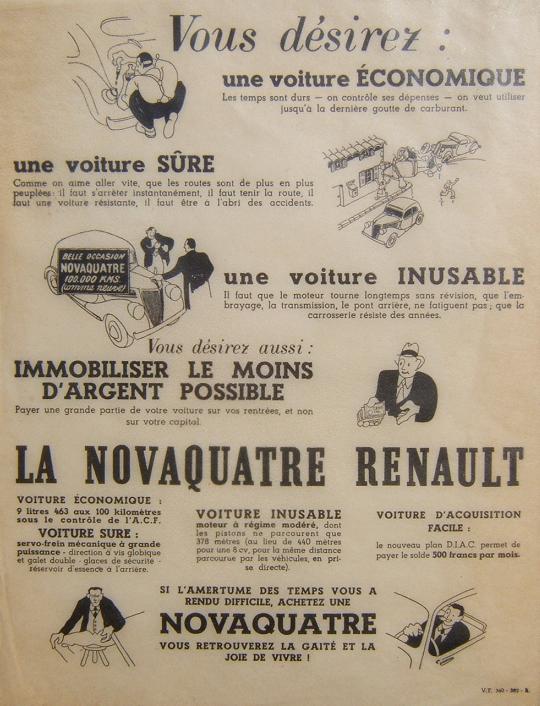 Vous désirez :
une voiture ÉCONOMIQUE
Les temps sont durs — on contrôle ses dépenses — on veut utiliser
jusqu'à la dernière goutte de carburant.
une voiture SÛRE
Comme on aime aller vite, que les routes sont de plus en plus
peuplées: il faut s'arrêter instantanément, il faut tenir la route, il
faut une voiture résistante, il faut être à l'abri des accidents.
BELLE OCCASION
NOVAQUATRE
100.000 KMS.
(comme neuve)
une voiture INUSABLE
Il faut que le moteur tourne longtemps sans révision, que l'em-
brayage, la transmission, le pont arrière, ne fatiguent pas ; que la
carrosserie résiste des années.
Vous désirez aussi :
IMMOBILISER LE MOINS
D'ARGENT POSSIBLE
Payer une grande partie de votre voiture sur vos rentrées, et non
sur votre capital.
LA NOVAQUATRE RENAULT
VOITURE ÉCONOMIQUE :
9 litres 463 aux 100 kilomètres
sous le contrôle de l'A.C.F.
VOITURE SURE :
servo-frein mécanique à grande
puissance - direction à vis globique
et galet double - glaces de sécurité -
réservoir d'essence à l'arrière.
VOITURE INUSABLE
moteur à régime modéré, dont
les pistons ne parcourent que
378 mètres (au lieu de 440 mètres
pour une 8 cv, pour la même distance
parcourue par les véhicules, en pri-
se directe).
VOITURE D'ACQUISITION
FACILE :
le nouveau plan D.I.A.C. permet de
payer le solde 500 francs par mois.
SI L'AMERTUME DES TEMPS VOUS A
RENDU DIFFICILE, ACHETEZ UNE
NOVAQUATRE
VOUS RETROUVEREZ LA GAITÉ ET LA
JOIE DE VIVRE !